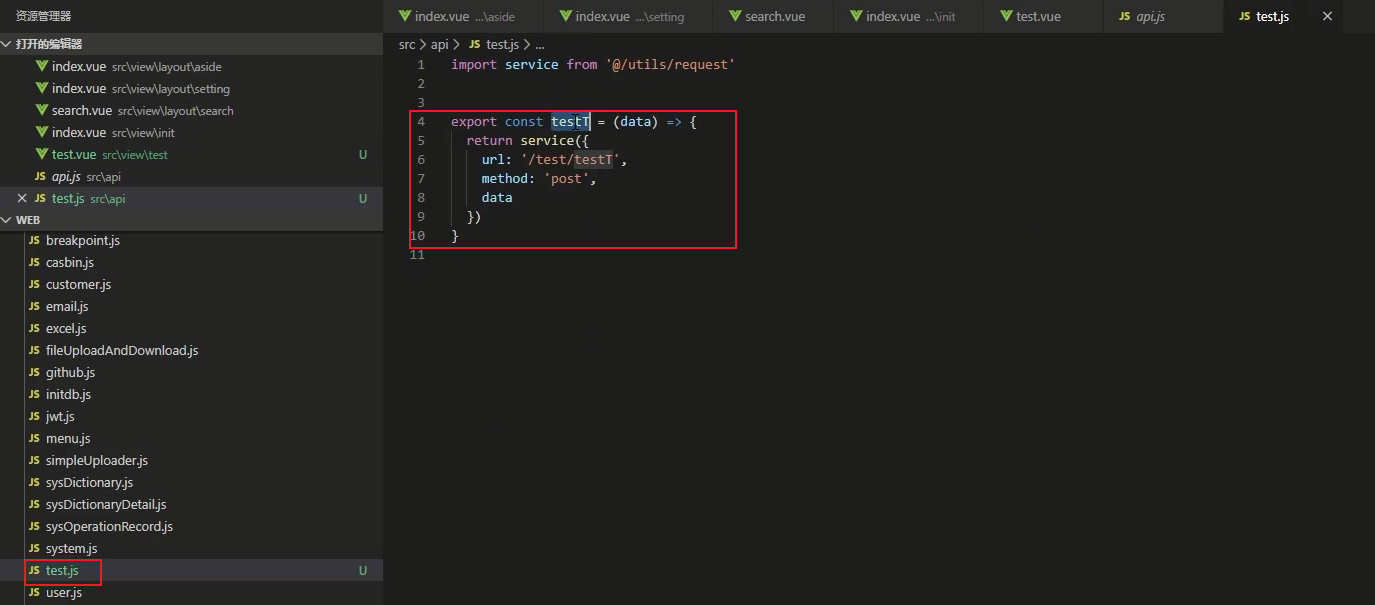 资源管理器
打开的编辑器
index.vue src\view\layout\aside
index.vue src\view\layout\setting
search.vue src\view\layout\search
index.vue src\view\init
test.vue src\view\test U
JS api.js src\api
JS test.js src\api U
WEB
JS breakpoint.js
JS casbin.js
JS customer.js
JS email.js
JS excel.js
JS fileUploadAndDownload.js
JS github.js
JS initdb.js
JS jwt.js
JS menu.js
JS simpleUploader.js
JS sysDictionary.js
JS sysDictionaryDetail.js
JS sysOperationRecord.js
JS system.js
JS test.js U
JS user.js
index.vue ...\aside
index.vue ...\setting
search.vue
index.vue ...\init
test.vue
JS api.js
JS test.js
src > api > JS test.js > ...
1 import service from '@/utils/request'
2
3
4 export const testT = (data) => {
5 return service({
6 url: '/test/testT',
7 method: 'post',
8 data
9 })
10 }
11